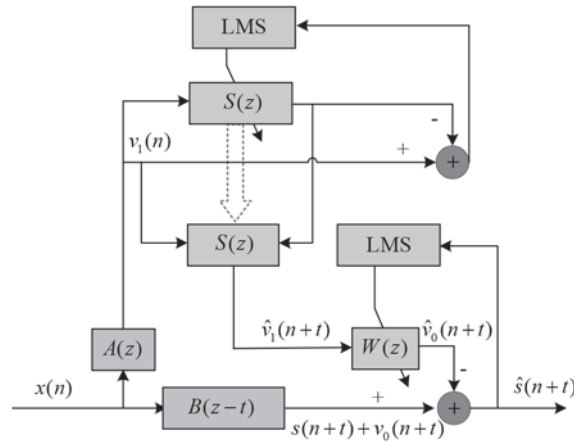 LMS
S(z)
-
v₁(n)
+
+
S(z)
LMS
v̂₁(n+t)
v̂₀(n+t)
A(z)
W(z)
-
ŝ(n+t)
x(n)
B(z-t)
+
+
s(n+t)+v₀(n+t)